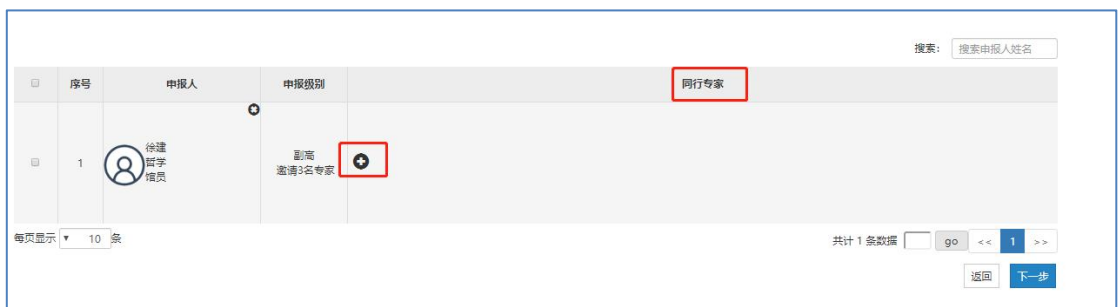 搜索： 搜索申报人姓名
序号 申报人 申报级别 同行专家
1 徐建 哲学 馆员 副高 邀请3名专家
每页显示 10 条 共计 1 条数据 go << 1 >>
返回 下一步